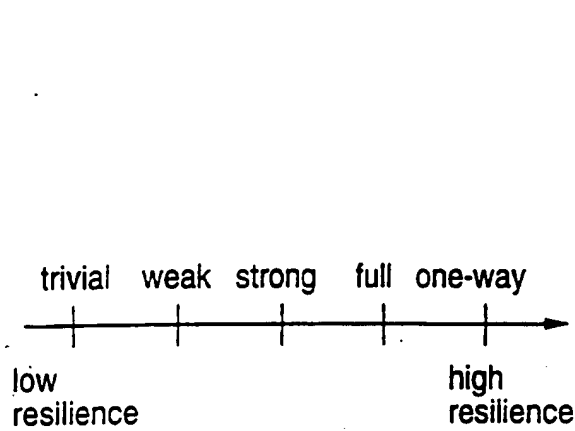 trivial weak strong full one-way
low high
resilience resilience